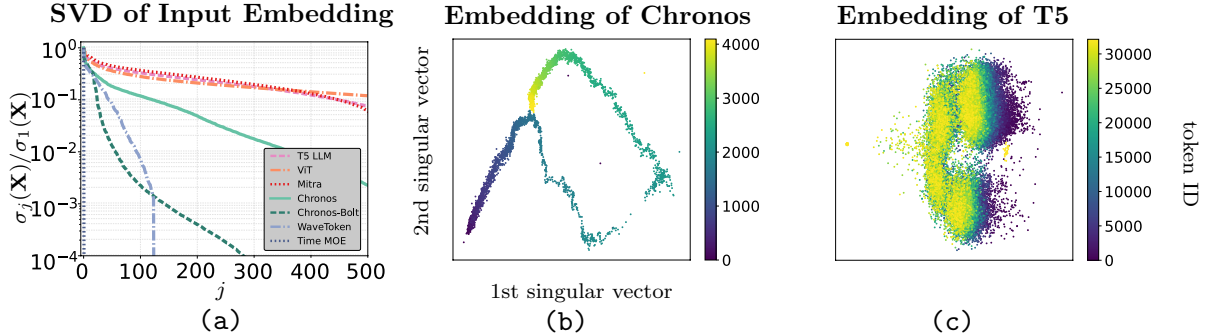 SVD of Input Embedding
σ_j(X)/σ_1(X)
10^0
10^-1
10^-2
10^-3
10^-4
0 100 200 300 400 500
j
T5 LLM
ViT
Mitra
Chronos
Chronos-Bolt
WaveToken
Time MOE
(a)
Embedding of Chronos
2nd singular vector
1st singular vector
4000
3000
2000
1000
0
(b)
Embedding of T5
30000
25000
20000
15000
10000
5000
0
token ID
(c)